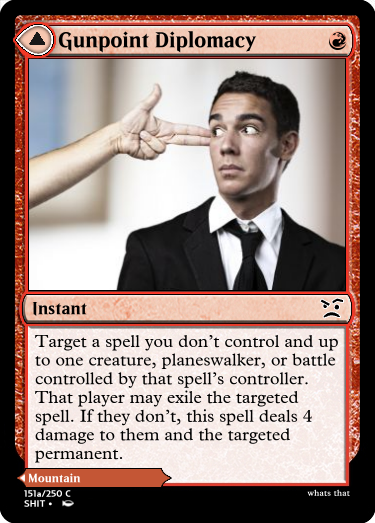 Gunpoint Diplomacy
Instant
Target a spell you don't control and up
to one creature, planeswalker, or battle
controlled by that spell's controller.
That player may exile the targeted
spell. If they don't, this spell deals 4
damage to them and the targeted
permanent.
Mountain
151a/250 C
SHIT •
whats that